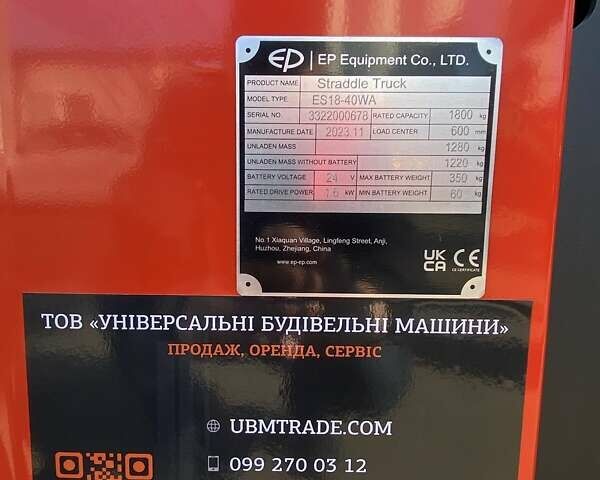 EP | EP Equipment Co., LTD.
PRODUCT NAME Straddle Truck
MODEL TYPE ES18-40WA
SERIAL NO. 3322000678 RATED CAPACITY 1800 kg
MANUFACTURE DATE 2023.11 LOAD CENTER 600 mm
UNLADEN MASS 1280 kg
UNLADEN MASS WITHOUT BATTERY 1220 kg
BATTERY VOLTAGE 24 V MAX BATTERY WEIGHT 350 kg
RATED DRIVE POWER 1.6 kW MIN BATTERY WEIGHT 60 kg
No.1 Xiaquan Village, Lingfeng Street, Anji,
Huzhou, Zhejiang, China
www.ep-ep.com
UK CA CE
CE CERTIFICATE
ТОВ «УНІВЕРСАЛЬНІ БУДІВЕЛЬНІ МАШИНИ»
ПРОДАЖ, ОРЕНДА, СЕРВІС
UBMTRADE.COM
099 270 03 12